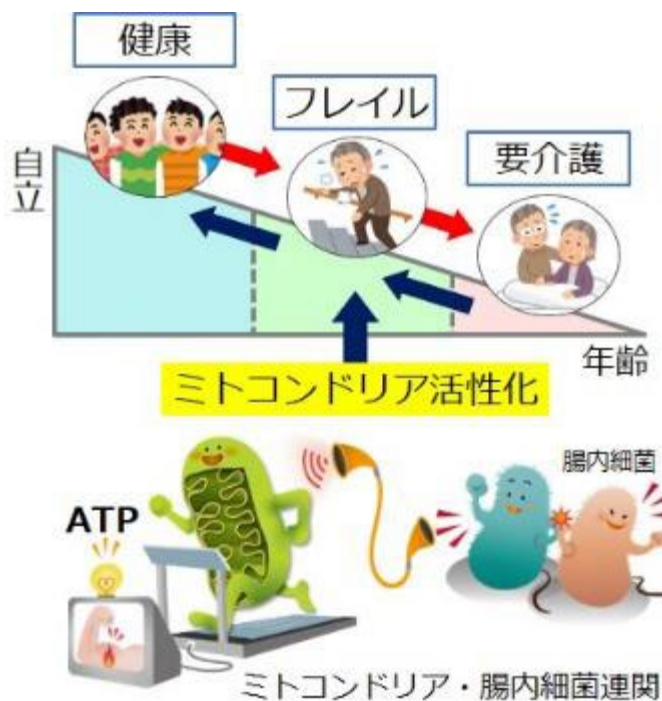 健康
フレイル
要介護
自立
年齢
ミトコンドリア活性化
腸内細菌
ATP
ミトコンドリア・腸内細菌連関